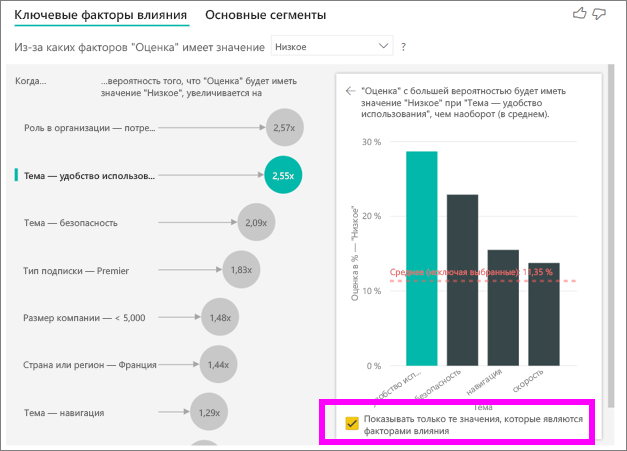 Ключевые факторы влияния Основные сегменты
Из-за каких факторов "Оценка" имеет значение Низкое ?
Когда...
...вероятность того, что "Оценка" будет иметь
значение "Низкое", увеличивается на
Роль в организации — потре... 2,57x
Тема — удобство использов... 2,55x
Тема — безопасность 2,09x
Тип подписки — Premier 1,83x
Размер компании — < 5,000 1,48x
Страна или регион — Франция 1,44x
Тема — навигация 1,29x
"Оценка" с большей вероятностью будет иметь
значение "Низкое" при "Тема — удобство
использования", чем наоборот (в среднем).
Оценка в % — "Низкое"
30 %
20 %
10 %
0 %
Средняя (исключая выбранные): 11,35 %
безопасность
навигация
скорость
Тема
Показывать только те значения, которые являются
факторами влияния